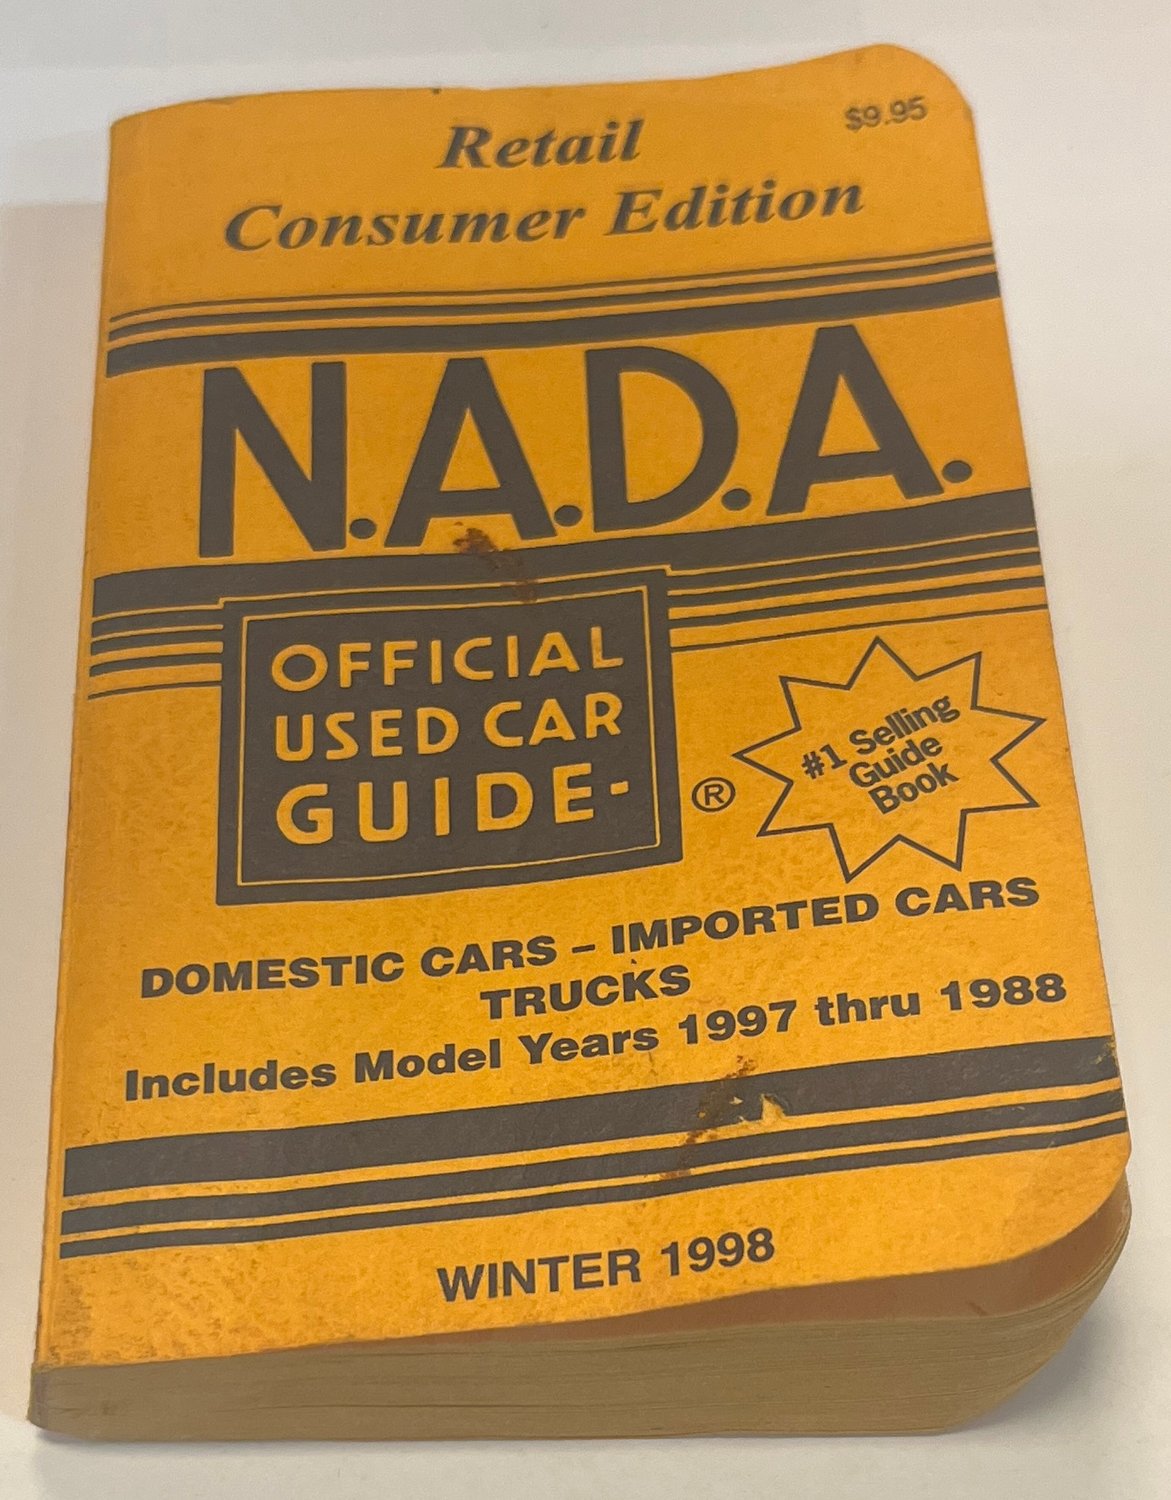 $9.95
Retail
Consumer Edition
N.A.D.A.
OFFICIAL
USED CAR
GUIDE-
®
#1 Selling
Guide
Book
DOMESTIC CARS – IMPORTED CARS
TRUCKS
Includes Model Years 1997 thru 1988
WINTER 1998